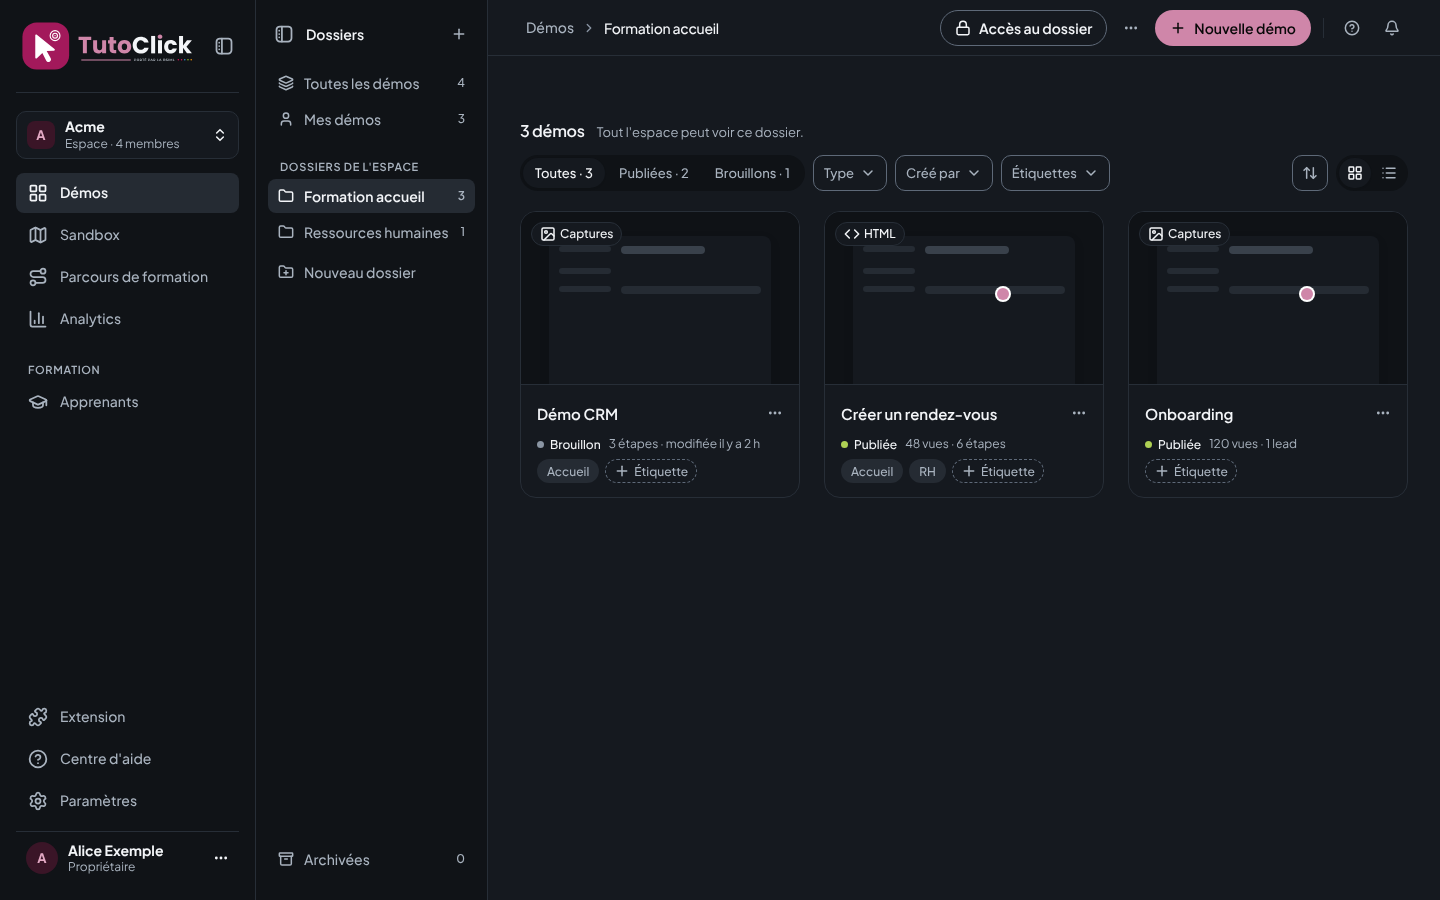 TutoClick
Acme
Espace · 4 membres
Démos
Sandbox
Parcours de formation
Analytics
FORMATION
Apprenants
Extension
Centre d'aide
Paramètres
A
A
Alice Exemple
Propriétaire
Dossiers
Toutes les démos 4
Mes démos 3
DOSSIERS DE L'ESPACE
Formation accueil 3
Ressources humaines 1
Nouveau dossier
Archivées 0
Démos > Formation accueil
Accès au dossier
Nouvelle démo
3 démos Tout l'espace peut voir ce dossier.
Toutes · 3 Publiées · 2 Brouillons · 1 Type Créé par Étiquettes
Captures
Démo CRM
Brouillon 3 étapes · modifiée il y a 2 h
Accueil + Étiquette
HTML
Créer un rendez-vous
Publiée 48 vues · 6 étapes
Accueil RH + Étiquette
Captures
Onboarding
Publiée 120 vues · 1 lead
+ Étiquette